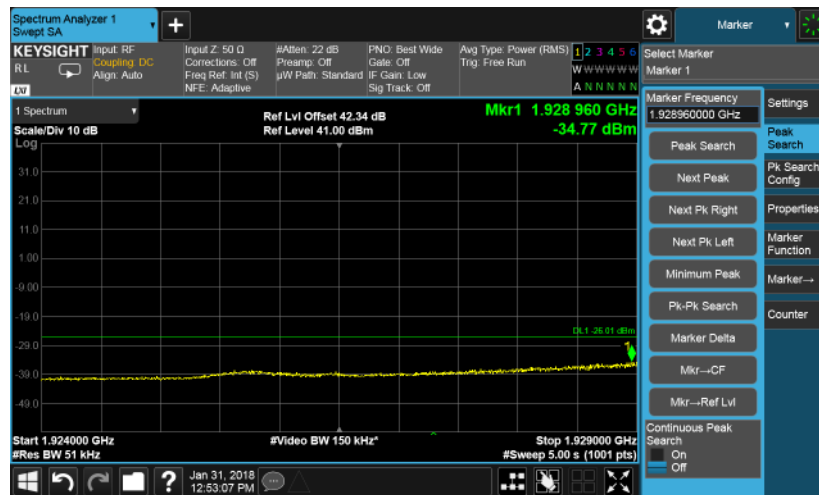 Spectrum Analyzer 1
Swept SA
+
Marker
KEYSIGHT
RL
LXI
Input: RF
Coupling: DC
Align: Auto
Input Z: 50 Ω
Corrections: Off
Freq Ref: Int (S)
NFE: Adaptive
#Atten: 22 dB
Preamp: Off
µW Path: Standard
PNO: Best Wide
Gate: Off
IF Gain: Low
Sig Track: Off
Avg Type: Power (RMS)
Trig: Free Run
1 2 3 4 5 6
W W W W W W
A N N N N N
Select Marker
Marker 1
1 Spectrum
Scale/Div 10 dB
Log
Ref Lvl Offset 42.34 dB
Ref Level 41.00 dBm
Mkr1 1.928 960 GHz
-34.77 dBm
31.0
21.0
11.0
1.00
-9.00
-19.0
-29.0
-39.0
-49.0
DL1 -26.01 dBm
1
Start 1.924000 GHz
#Res BW 51 kHz
#Video BW 150 kHz*
Stop 1.929000 GHz
#Sweep 5.00 s (1001 pts)
Marker Frequency
1.928960000 GHz
Peak Search
Next Peak
Next Pk Right
Next Pk Left
Minimum Peak
Pk-Pk Search
Marker Delta
Mkr→CF
Mkr→Ref Lvl
Continuous Peak
Search
On
Off
Settings
Peak
Search
Pk Search
Config
Properties
Marker
Function
Marker→
Counter
?
Jan 31, 2018
12:53:07 PM